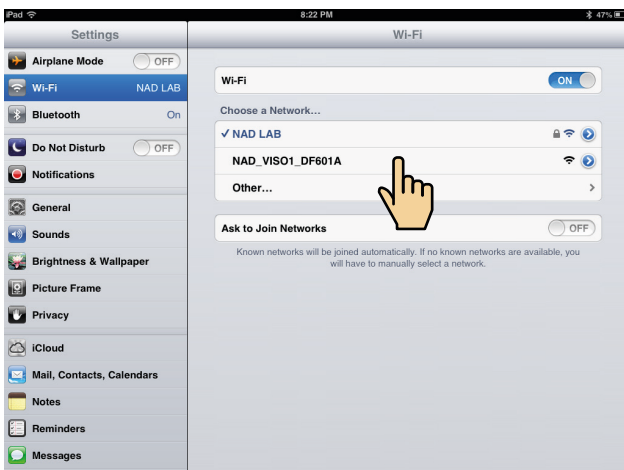 iPad 8:22 PM 47%
Settings
Wi-Fi
Airplane Mode OFF
Wi-Fi NAD LAB
Bluetooth On
Do Not Disturb OFF
Notifications
General
Sounds
Brightness & Wallpaper
Picture Frame
Privacy
iCloud
Mail, Contacts, Calendars
Notes
Reminders
Messages
Wi-Fi ON
Choose a Network...
NAD LAB
NAD_VISO1_DF601A
Other...
Ask to Join Networks OFF
Known networks will be joined automatically. If no known networks are available, you
will have to manually select a network.